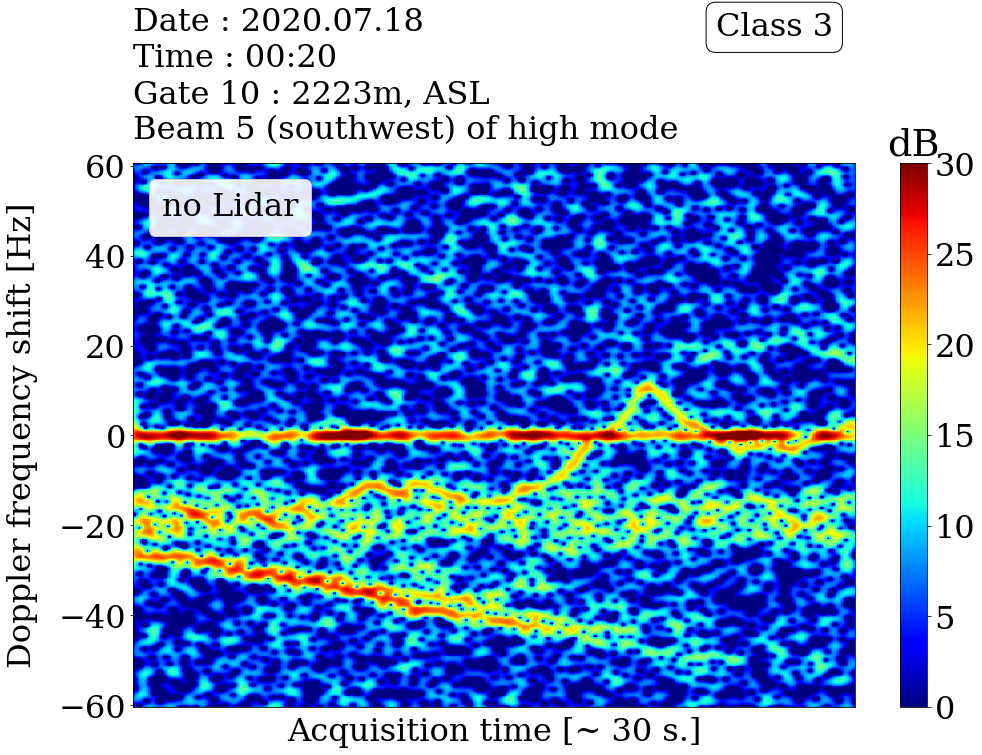 Date : 2020.07.18
Time : 00:20
Gate 10 : 2223m, ASL
Beam 5 (southwest) of high mode
Class 3
dB
no Lidar
Doppler frequency shift [Hz]
60
40
20
0
−20
−40
−60
30
25
20
15
10
5
0
Acquisition time [~ 30 s.]